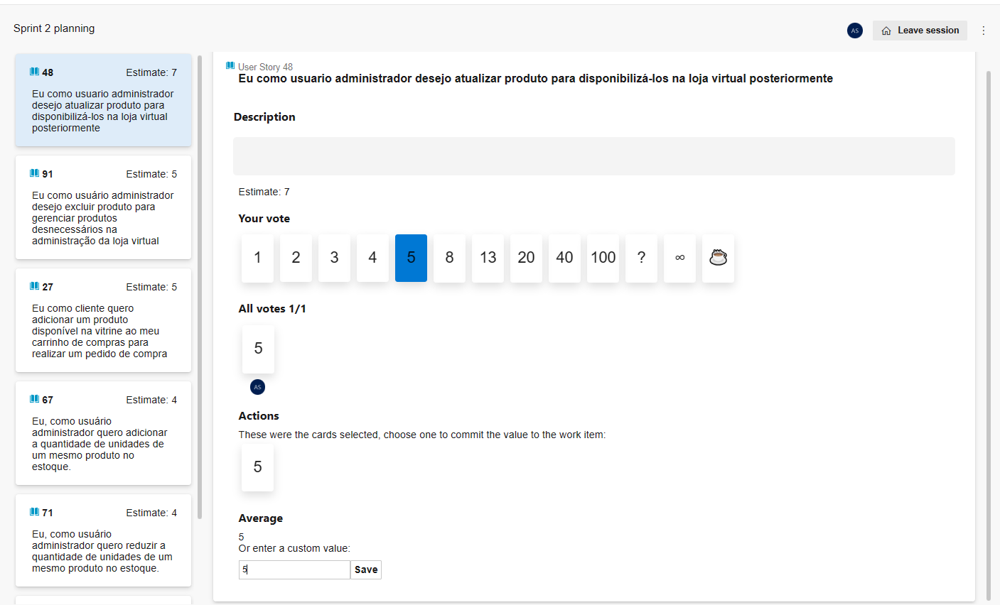 Sprint 2 planning
AS
Leave session
48
Estimate: 7
Eu como usuario administrador
desejo atualizar produto para
disponibilizá-los na loja virtual
posteriormente
91
Estimate: 5
Eu como usuário administrador
desejo excluir produto para
gerenciar produtos
desnecessários na
administração da loja virtual
27
Estimate: 5
Eu como cliente quero
adicionar um produto
disponível na vitrine ao meu
carrinho de compras para
realizar um pedido de compra
67
Estimate: 4
Eu, como usuário
administrador quero adicionar
a quantidade de unidades de
um mesmo produto no
estoque.
71
Estimate: 4
Eu, como usuário
administrador quero reduzir a
quantidade de unidades de um
mesmo produto no estoque.
User Story 48
Eu como usuario administrador desejo atualizar produto para disponibilizá-los na loja virtual posteriormente
Description
Estimate: 7
Your vote
1 2 3 4 5 8 13 20 40 100 ? ∞
All votes 1/1
5
AS
Actions
These were the cards selected, choose one to commit the value to the work item:
5
Average
5
Or enter a custom value:
5
Save